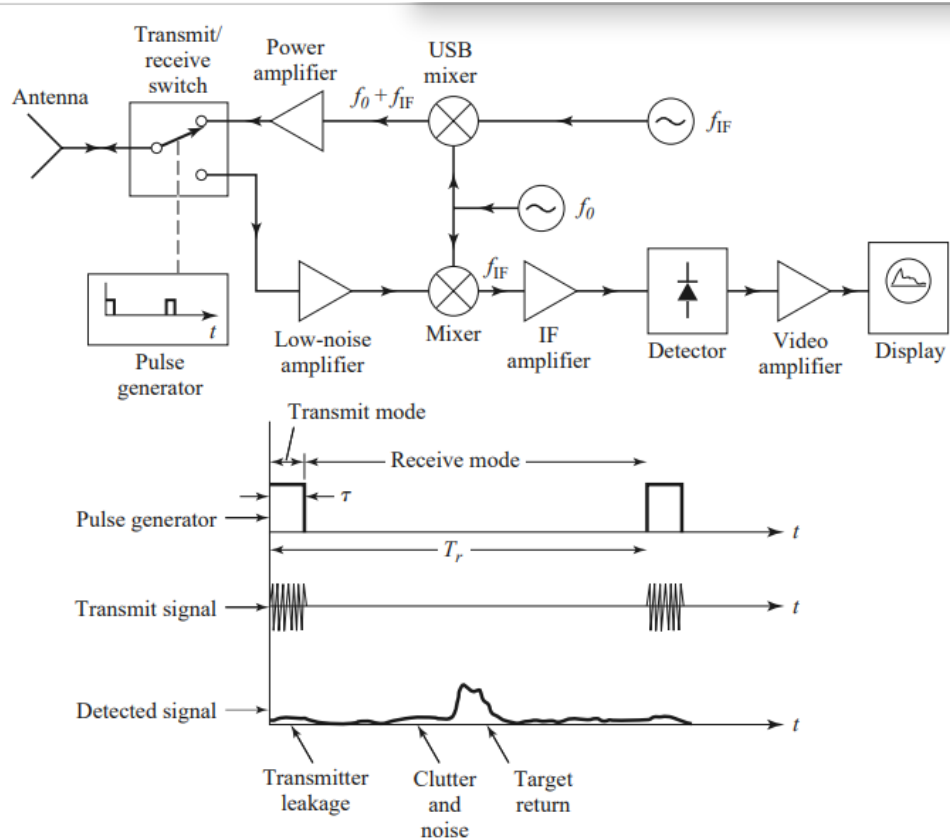 Transmit/
receive
switch
Power
amplifier
USB
mixer
Antenna
f0 + fIF
fIF
f0
fIF
t
Pulse
generator
Low-noise
amplifier
Mixer
IF
amplifier
Detector
Video
amplifier
Display
Transmit mode
Receive mode
τ
Pulse generator
t
Tr
Transmit signal
t
Detected signal
t
Transmitter
leakage
Clutter
and
noise
Target
return